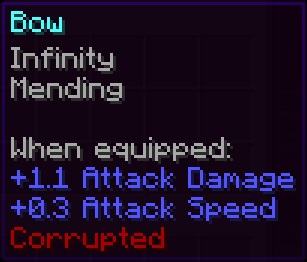 Bow
Infinity
Mending
When equipped:
+1.1 Attack Damage
+0.3 Attack Speed
Corrupted